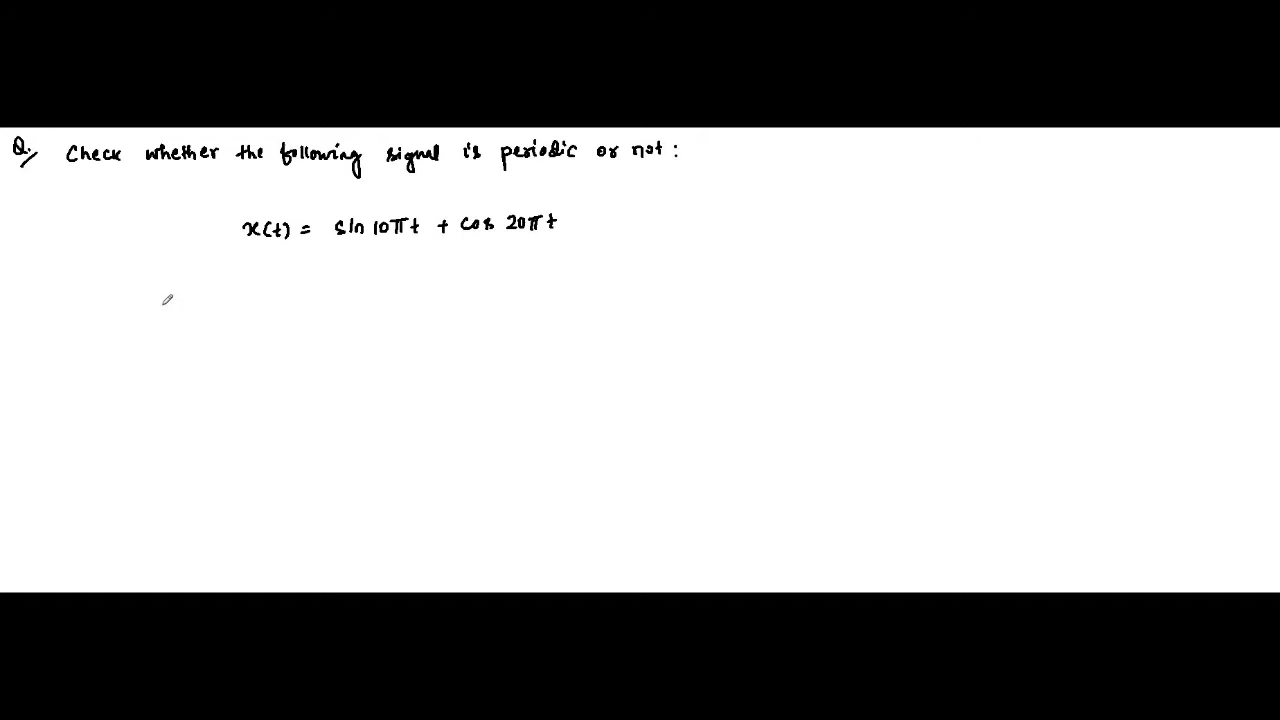 Q. Check whether the following signal is periodic or not :
x(t) = sin 10πt + cos 20πt